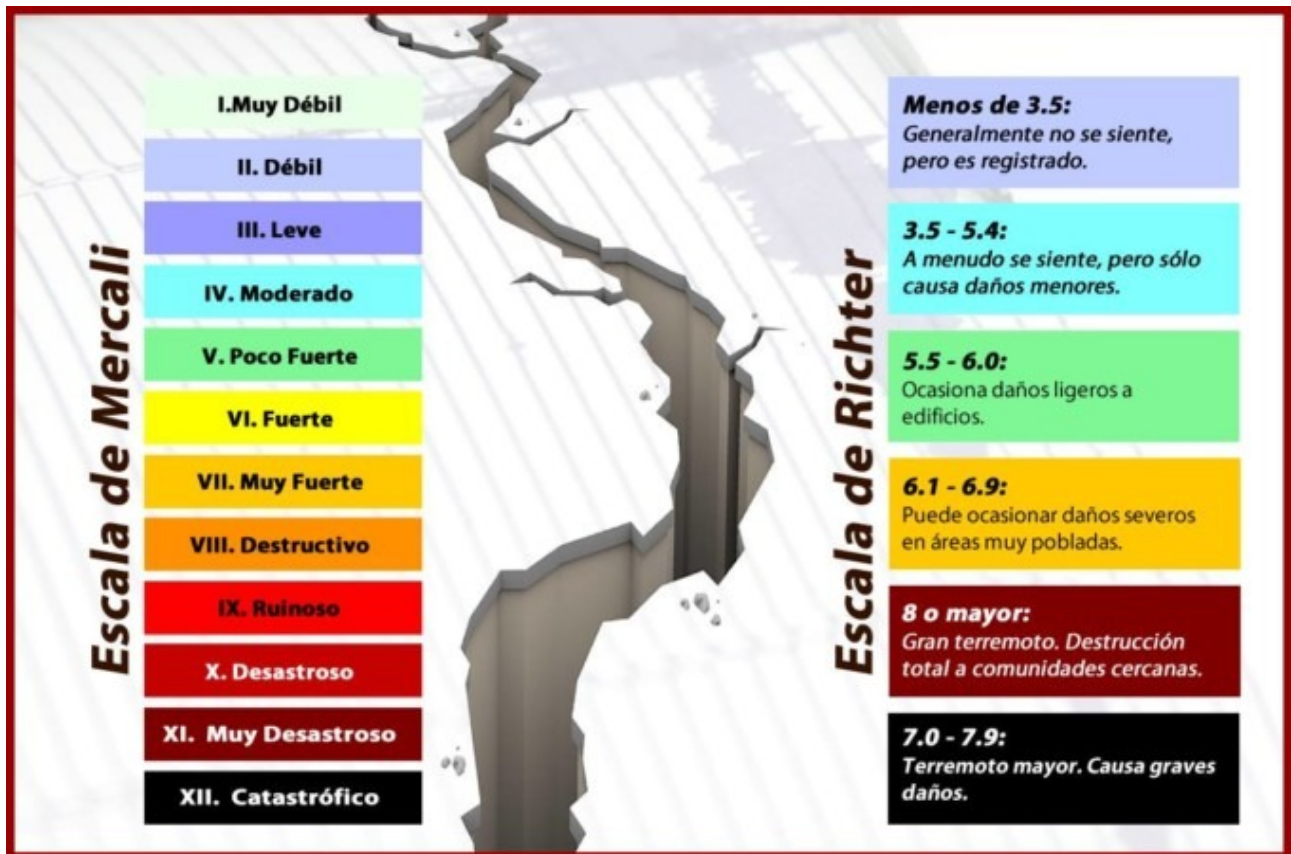 Escala de Mercali
I.Muy Débil
II. Débil
III. Leve
IV. Moderado
V. Poco Fuerte
VI. Fuerte
VII. Muy Fuerte
VIII. Destructivo
IX. Ruinoso
X. Desastroso
XI. Muy Desastroso
XII. Catastrófico
Escala de Richter
Menos de 3.5:
Generalmente no se siente,
pero es registrado.
3.5 - 5.4:
A menudo se siente, pero sólo
causa daños menores.
5.5 - 6.0:
Ocasiona daños ligeros a
edificios.
6.1 - 6.9:
Puede ocasionar daños severos
en áreas muy pobladas.
8 o mayor:
Gran terremoto. Destrucción
total a comunidades cercanas.
7.0 - 7.9:
Terremoto mayor. Causa graves
daños.